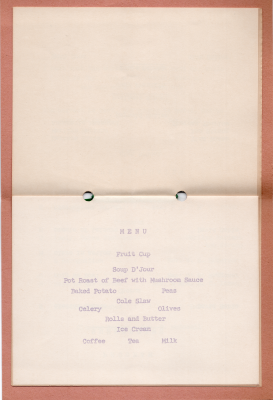 MENU
Fruit Cup
Soup D'Jour
Pot Roast of Beef with Mushroom Sauce
Baked Potato Peas
Cole Slaw
Celery Olives
Rolls and Butter
Ice Cream
Coffee Tea Milk